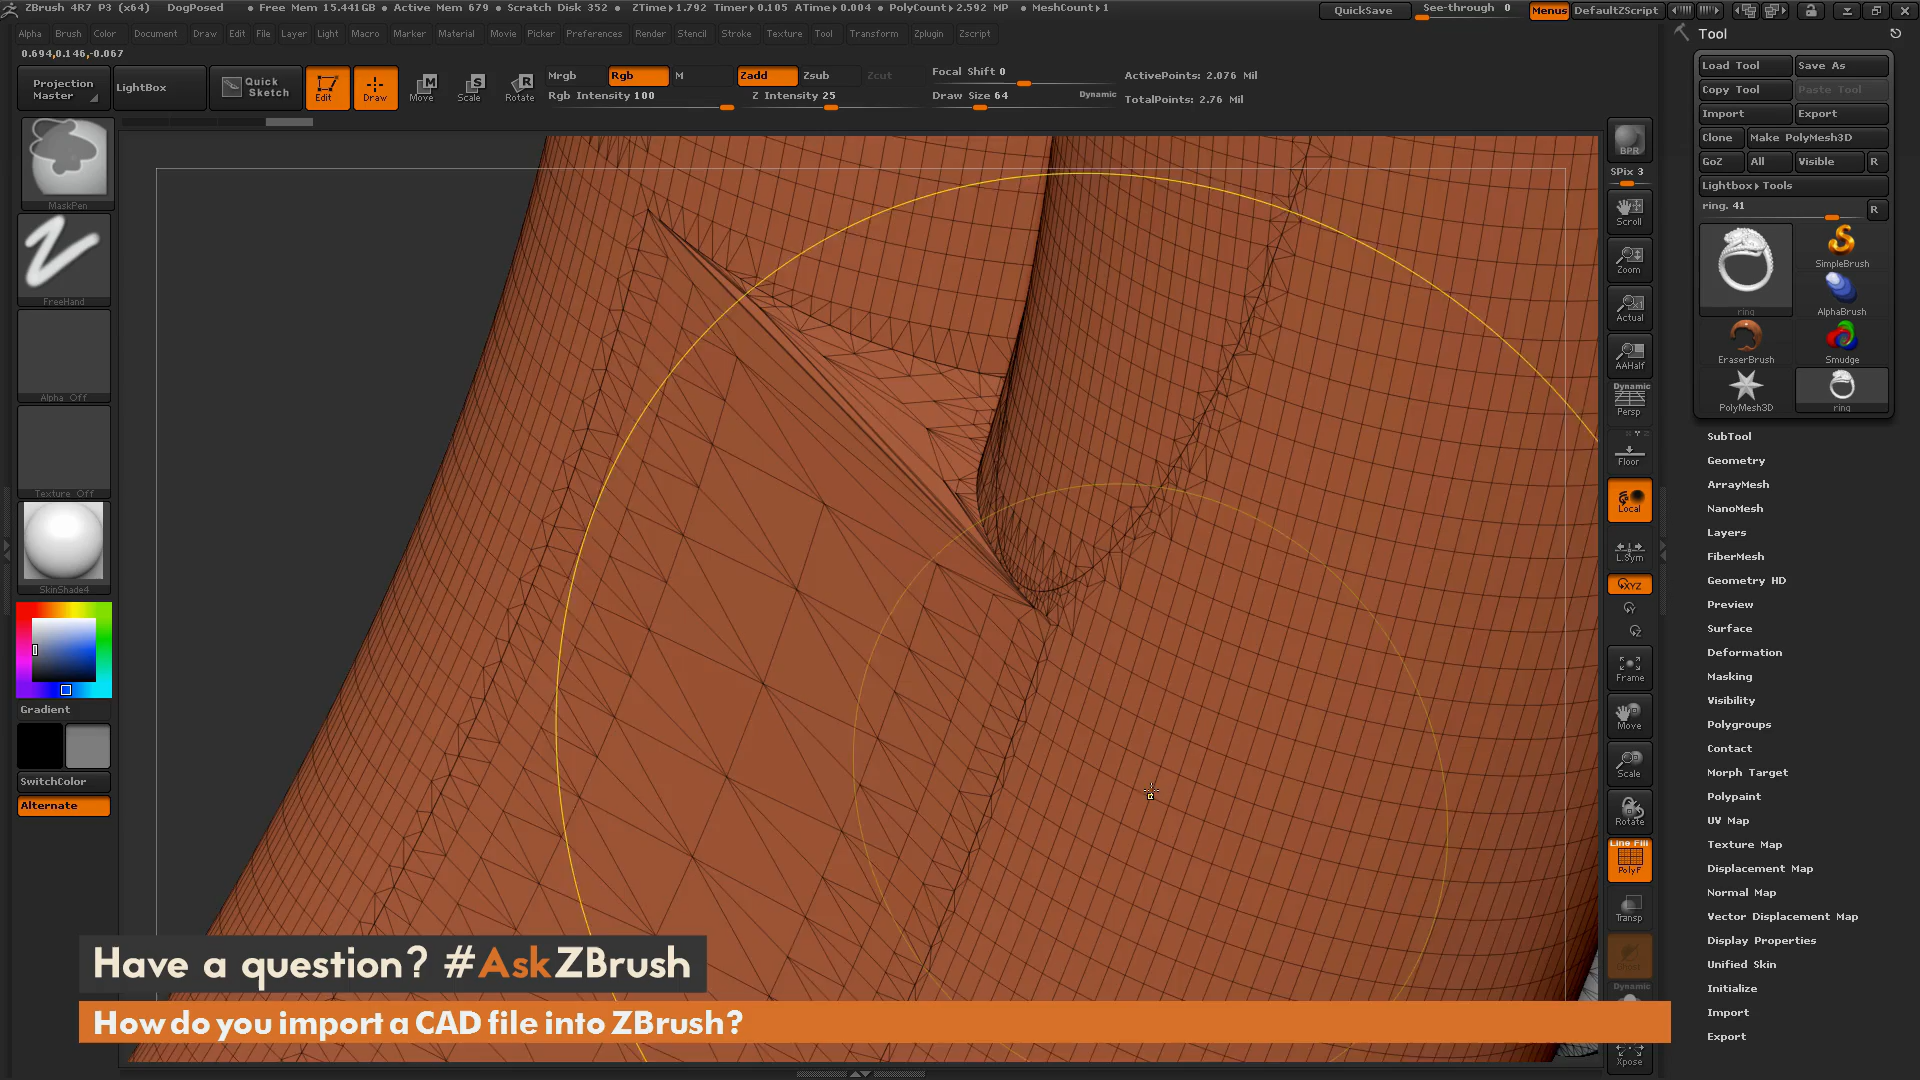 ZBrush 4R7 P3 (x64) DogPosed • Free Mem 15.441GB • Active Mem 679 • Scratch Disk 352 • ZTime▸1.792 Timer▸0.105 ATime▸0.004 • PolyCount▸2.592 MP • MeshCount▸1 QuickSave See-through 0 Menus DefaultZScript
Alpha Brush Color Document Draw Edit File Layer Light Macro Marker Material Movie Picker Preferences Render Stencil Stroke Texture Tool Transform Zplugin Zscript
0.694,0.146,-0.067
Projection Master
LightBox
Quick Sketch
Edit
Draw
Move
Scale
Rotate
Mrgb Rgb M
Rgb Intensity 100
Zadd Zsub Zcut
Z Intensity 25
Focal Shift 0
Draw Size 64
Dynamic
ActivePoints: 2.076 Mil
TotalPoints: 2.76 Mil
MaskPen
FreeHand
Alpha Off
Texture Off
SkinShade4
Gradient
SwitchColor
Alternate
BPR
SPix 3
Scroll
Zoom
Actual
AAHalf
Dynamic
Persp
Floor
Local
L.Sym
XYZ
Y
Z
Frame
Move
Scale
Rotate
Line Fill
PolyF
Transp
Dynamic
Xpose
Tool
Load Tool Save As
Copy Tool Paste Tool
Import Export
Clone Make PolyMesh3D
GoZ All Visible R
Lightbox▸Tools
ring. 41 R
ring
SimpleBrush
AlphaBrush
EraserBrush
Smudge
PolyMesh3D
ring
SubTool
Geometry
ArrayMesh
NanoMesh
Layers
FiberMesh
Geometry HD
Preview
Surface
Deformation
Masking
Visibility
Polygroups
Contact
Morph Target
Polypaint
UV Map
Texture Map
Displacement Map
Normal Map
Vector Displacement Map
Display Properties
Unified Skin
Initialize
Import
Export
Have a question? #AskZBrush
How do you import a CAD file into ZBrush?